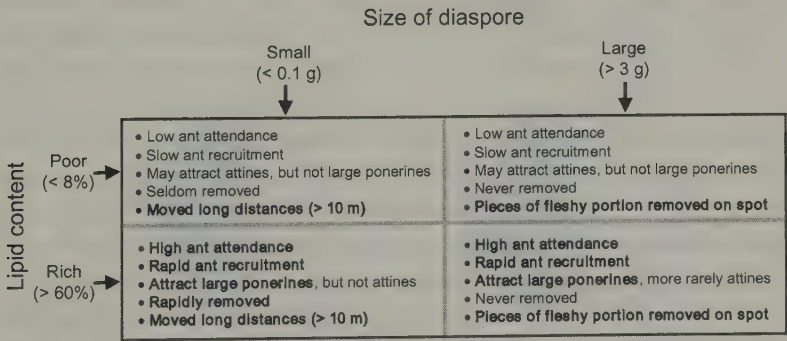 Size of diaspore
Small
(< 0.1 g)
Large
(> 3 g)
Lipid content
Poor
(< 8%)
• Low ant attendance
• Slow ant recruitment
• May attract attines, but not large ponerines
• Seldom removed
• Moved long distances (> 10 m)
• Low ant attendance
• Slow ant recruitment
• May attract attines, but not large ponerines
• Never removed
• Pieces of fleshy portion removed on spot
Rich
(> 60%)
• High ant attendance
• Rapid ant recruitment
• Attract large ponerines, but not attines
• Rapidly removed
• Moved long distances (> 10 m)
• High ant attendance
• Rapid ant recruitment
• Attract large ponerines, more rarely attines
• Never removed
• Pieces of fleshy portion removed on spot